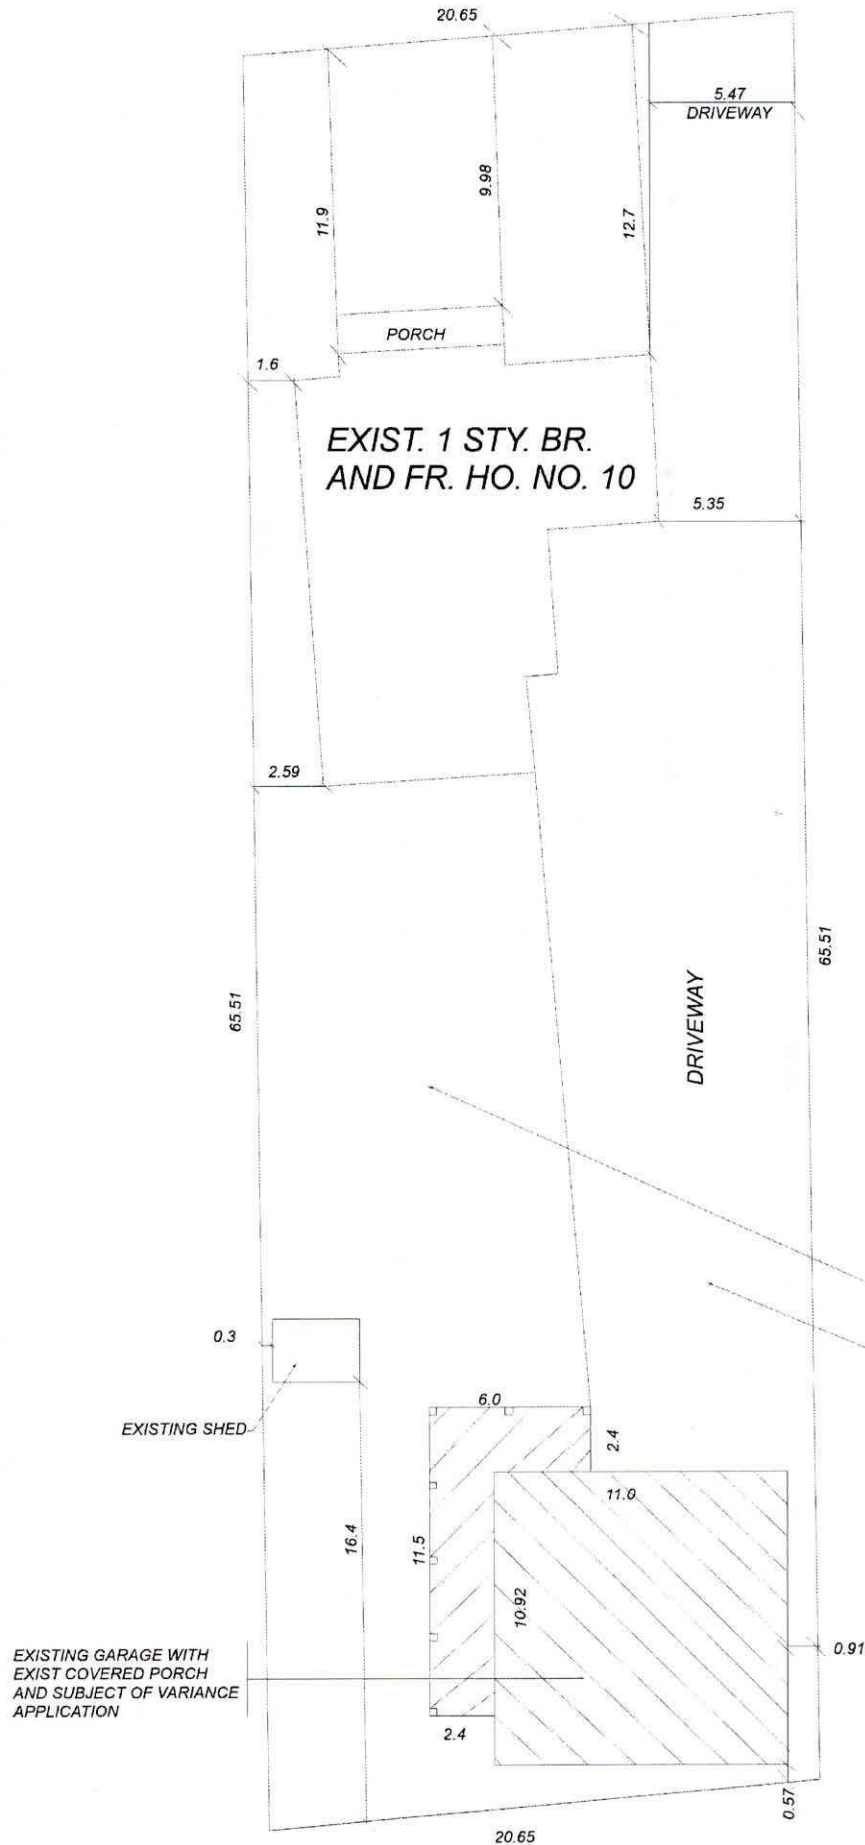 20.65
5.47
DRIVEWAY
11.9
9.98
12.7
PORCH
1.6
EXIST. 1 STY. BR.
AND FR. HO. NO. 10
5.35
2.59
65.51
65.51
DRIVEWAY
0.3
EXISTING SHED
6.0
2.4
11.0
16.4
11.5
10.92
0.91
EXISTING GARAGE WITH
EXIST COVERED PORCH
AND SUBJECT OF VARIANCE
APPLICATION
2.4
0.57
20.65